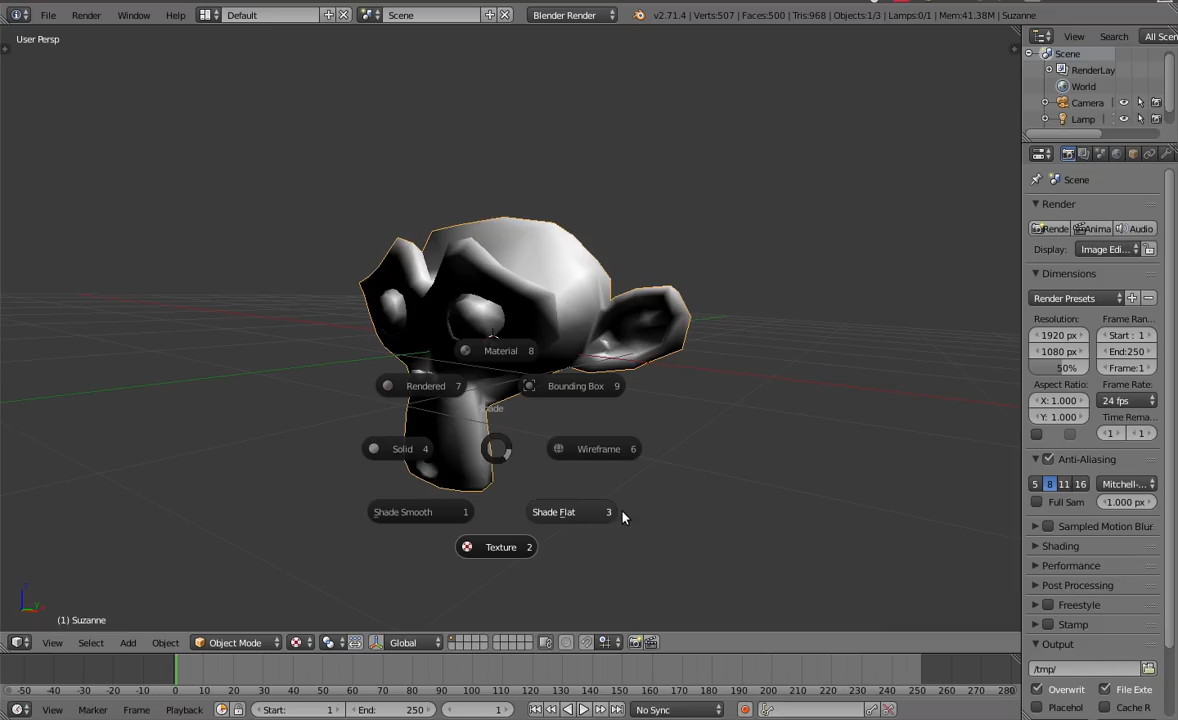 File Render Window Help Default Scene Blender Render v2.71.4 | Verts:507 | Faces:500 | Tris:968 | Objects:1/3 | Lamps:0/1 | Mem:41.38M | Suzanne
User Persp
View Search All Scen
Scene
RenderLay
World
Camera
Lamp
Scene
Render
Rende Anima Audio
Display: Image Edi...
Dimensions
Render Presets
Resolution: Frame Ran...
1920 px Start : 1
1080 px End:250
50% Frame:1
Aspect Ratio: Frame Rate:
X: 1.000 24 fps
Y: 1.000 Time Rema...
1 1
Anti-Aliasing
5 8 11 16 Mitchell-...
Full Sam 1.000 px
Sampled Motion Blur
Shading
Performance
Post Processing
Freestyle
Stamp
Output
/tmp/
Overwrit File Exte
Placehol Cache R
Material 8
Rendered 7
Bounding Box 9
Shade
Solid 4
Wireframe 6
Shade Smooth 1
Shade Flat 3
Texture 2
Z
Y
(1) Suzanne
View Select Add Object Object Mode Global
-50 -40 -30 -20 -10 0 10 20 30 40 50 60 70 80 90 100 110 120 130 140 150 160 170 180 190 200 210 220 230 240 250 260 270 280
View Marker Frame Playback Start: 1 End: 250 1 No Sync